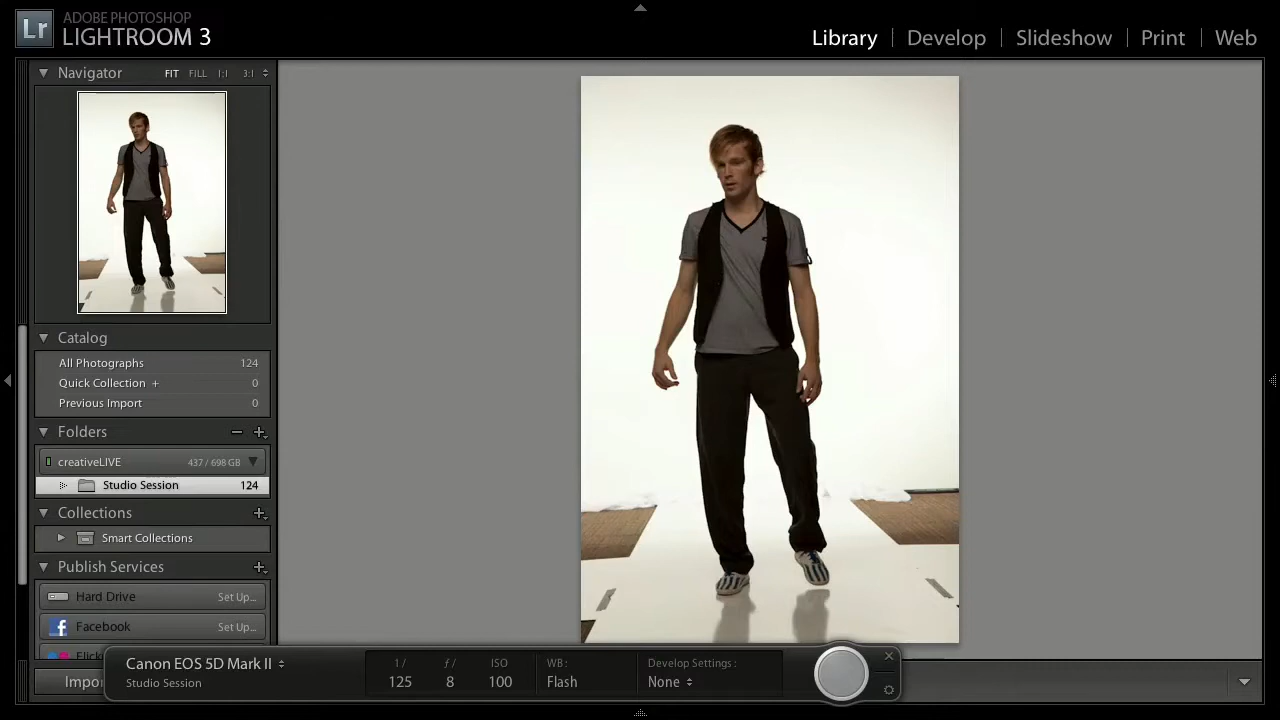 Lr
ADOBE PHOTOSHOP
LIGHTROOM 3
Library
Develop
Slideshow
Print
Web
Navigator
FIT FILL 1:1 3:1
Catalog
All Photographs 124
Quick Collection + 0
Previous Import 0
Folders
creativeLIVE 437 / 698 GB
Studio Session 124
Collections
Smart Collections
Publish Services
Hard Drive Set Up...
f Facebook Set Up...
Canon EOS 5D Mark II
Studio Session
1 / ƒ / ISO WB: Develop Settings :
125 8 100 Flash None